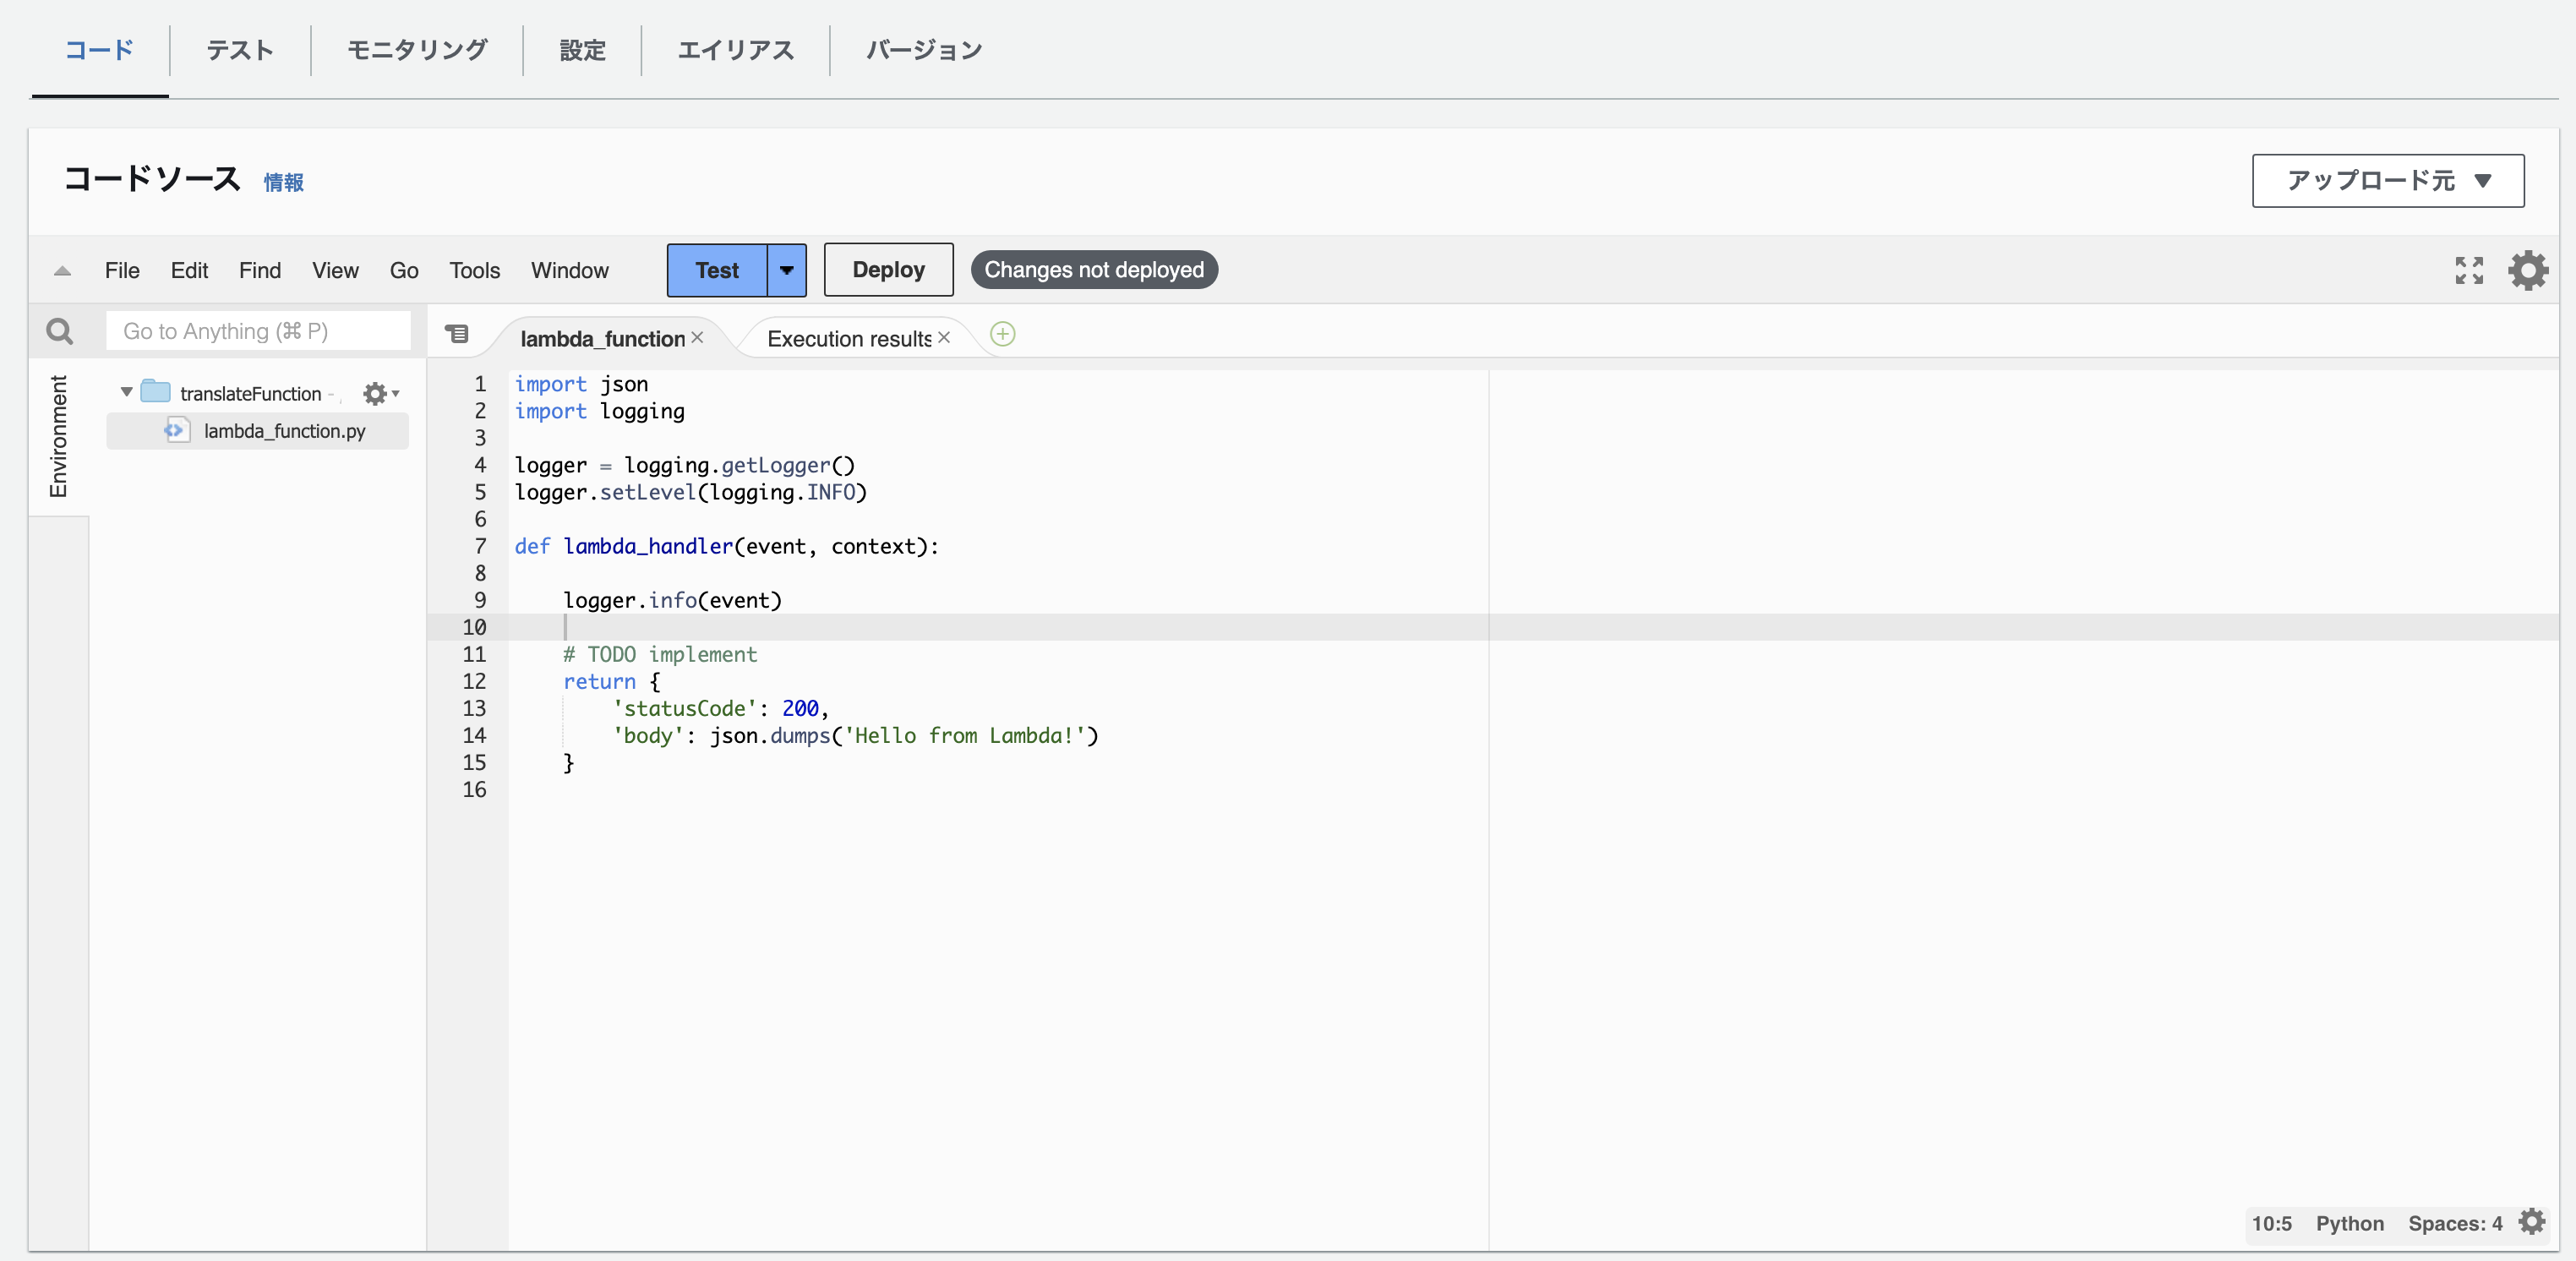 コード テスト モニタリング 設定 エイリアス バージョン
コードソース 情報 アップロード元
File Edit Find View Go Tools Window Test Deploy Changes not deployed
Go to Anything (⌘ P) lambda_function Execution results
Environment
translateFunction -
lambda_function.py
1 import json
2 import logging
3
4 logger = logging.getLogger()
5 logger.setLevel(logging.INFO)
6
7 def lambda_handler(event, context):
8
9     logger.info(event)
10
11     # TODO implement
12     return {
13         'statusCode': 200,
14         'body': json.dumps('Hello from Lambda!')
15     }
16
10:5 Python Spaces: 4